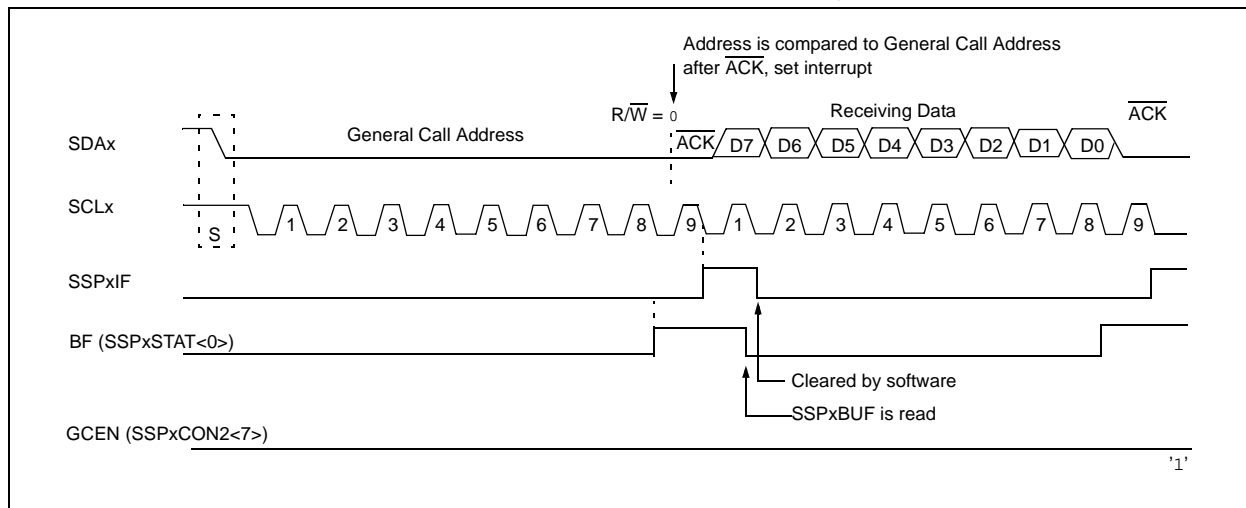 Address is compared to General Call Address
after ACK, set interrupt
R/W = 0
Receiving Data
ACK
SDAx
General Call Address
ACK
D7 D6 D5 D4 D3 D2 D1 D0
SCLx
S
1 2 3 4 5 6 7 8 9 1 2 3 4 5 6 7 8 9
SSPxIF
BF (SSPxSTAT<0>)
Cleared by software
SSPxBUF is read
GCEN (SSPxCON2<7>)
'1'